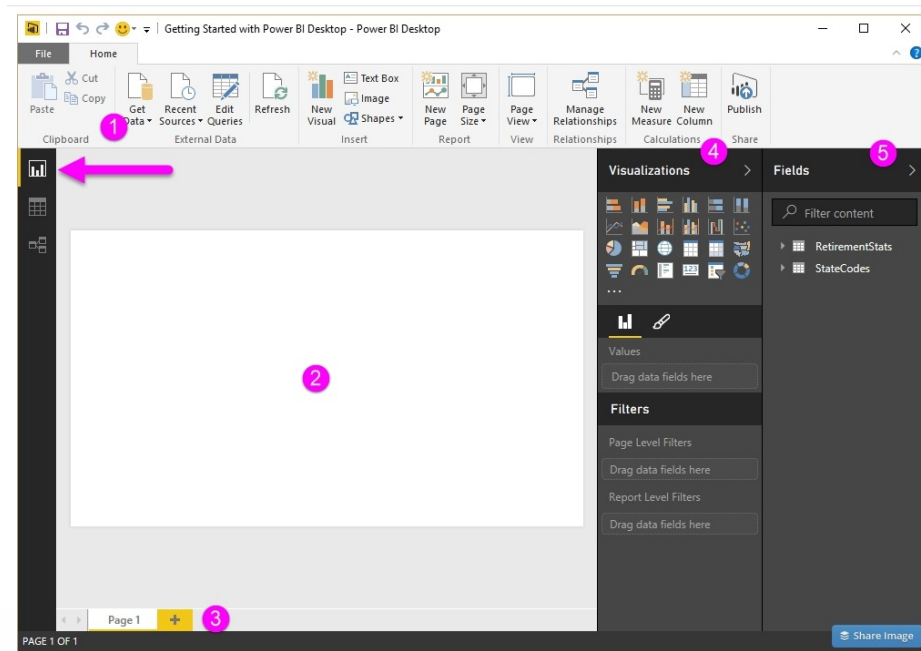 Getting Started with Power BI Desktop - Power BI Desktop
File Home
Paste
Cut
Copy
Clipboard
Get Data
Recent Sources
Edit Queries
Refresh
External Data
New Visual
Text Box
Image
Shapes
Insert
New Page
Page Size
Report
Page View
View
Manage Relationships
Relationships
New Measure
New Column
Calculations
Publish
Share
1
4
5
Visualizations
Fields
Filter content
RetirementStats
StateCodes
123
...
Values
Drag data fields here
Filters
Page Level Filters
Drag data fields here
Report Level Filters
Drag data fields here
2
Page 1 +
3
PAGE 1 OF 1
Share Image